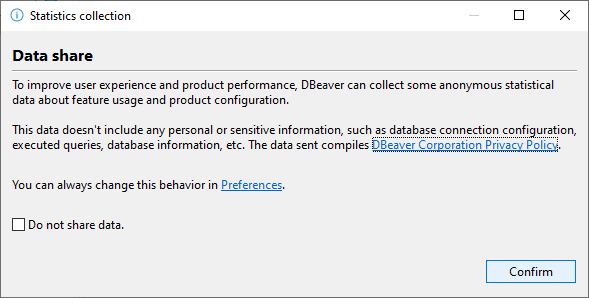 Statistics collection
Data share
To improve user experience and product performance, DBeaver can collect some anonymous statistical
data about feature usage and product configuration.
This data doesn't include any personal or sensitive information, such as database connection configuration,
executed queries, database information, etc. The data sent compiles DBeaver Corporation Privacy Policy.
You can always change this behavior in Preferences.
Do not share data.
Confirm